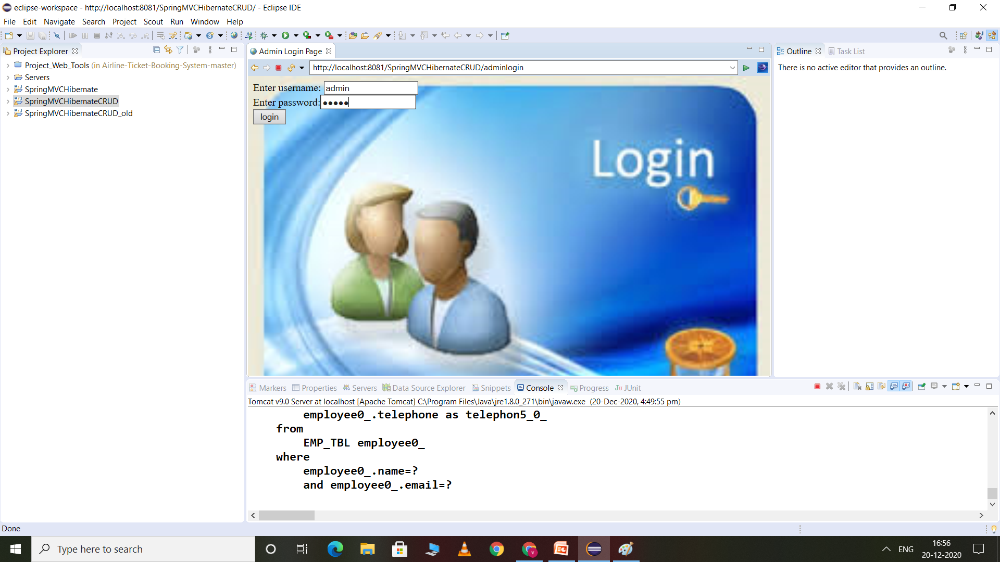 eclipse-workspace - http://localhost:8081/SpringMVCHibernateCRUD/ - Eclipse IDE
File Edit Navigate Search Project Scout Run Window Help
Project Explorer
Project_Web_Tools (in Airline-Ticket-Booking-System-master)
Servers
SpringMVCHibernate
SpringMVCHibernateCRUD
SpringMVCHibernateCRUD_old
Admin Login Page
http://localhost:8081/SpringMVCHibernateCRUD/adminlogin
Enter username: admin
Enter password: •••••
login
Login
Outline Task List
There is no active editor that provides an outline.
Markers Properties Servers Data Source Explorer Snippets Console Progress JUnit
Tomcat v9.0 Server at localhost [Apache Tomcat] C:\Program Files\Java\jre1.8.0_271\bin\javaw.exe (20-Dec-2020, 4:49:55 pm)
employee0_.telephone as telephon5_0_
from
EMP_TBL employee0_
where
employee0_.name=?
and employee0_.email=?
Done
Type here to search
ENG
16:56
20-12-2020